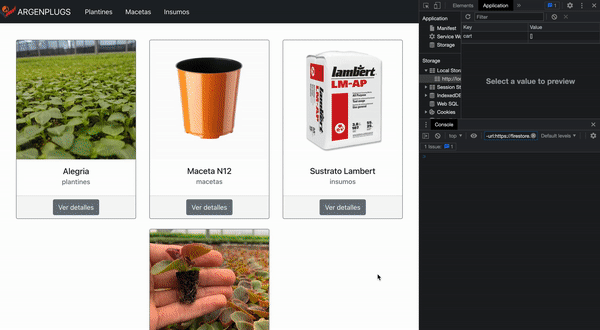 ARGENPLUGS Plantines Macetas Insumos
Alegria
plantines
Ver detalles
Maceta N12
macetas
Ver detalles
lambert
LM-AP
Sustrato Lambert
insumos
Ver detalles
Elements Application » 1
Application
Manifest
Service Wo
Storage
Storage
Local Stor
http://loc
Session St
IndexedDB
Web SQL
Cookies
Filter
Key Value
cart []
Select a value to preview
Console
top -url:https://firestore. Default levels
1 Issue: 1